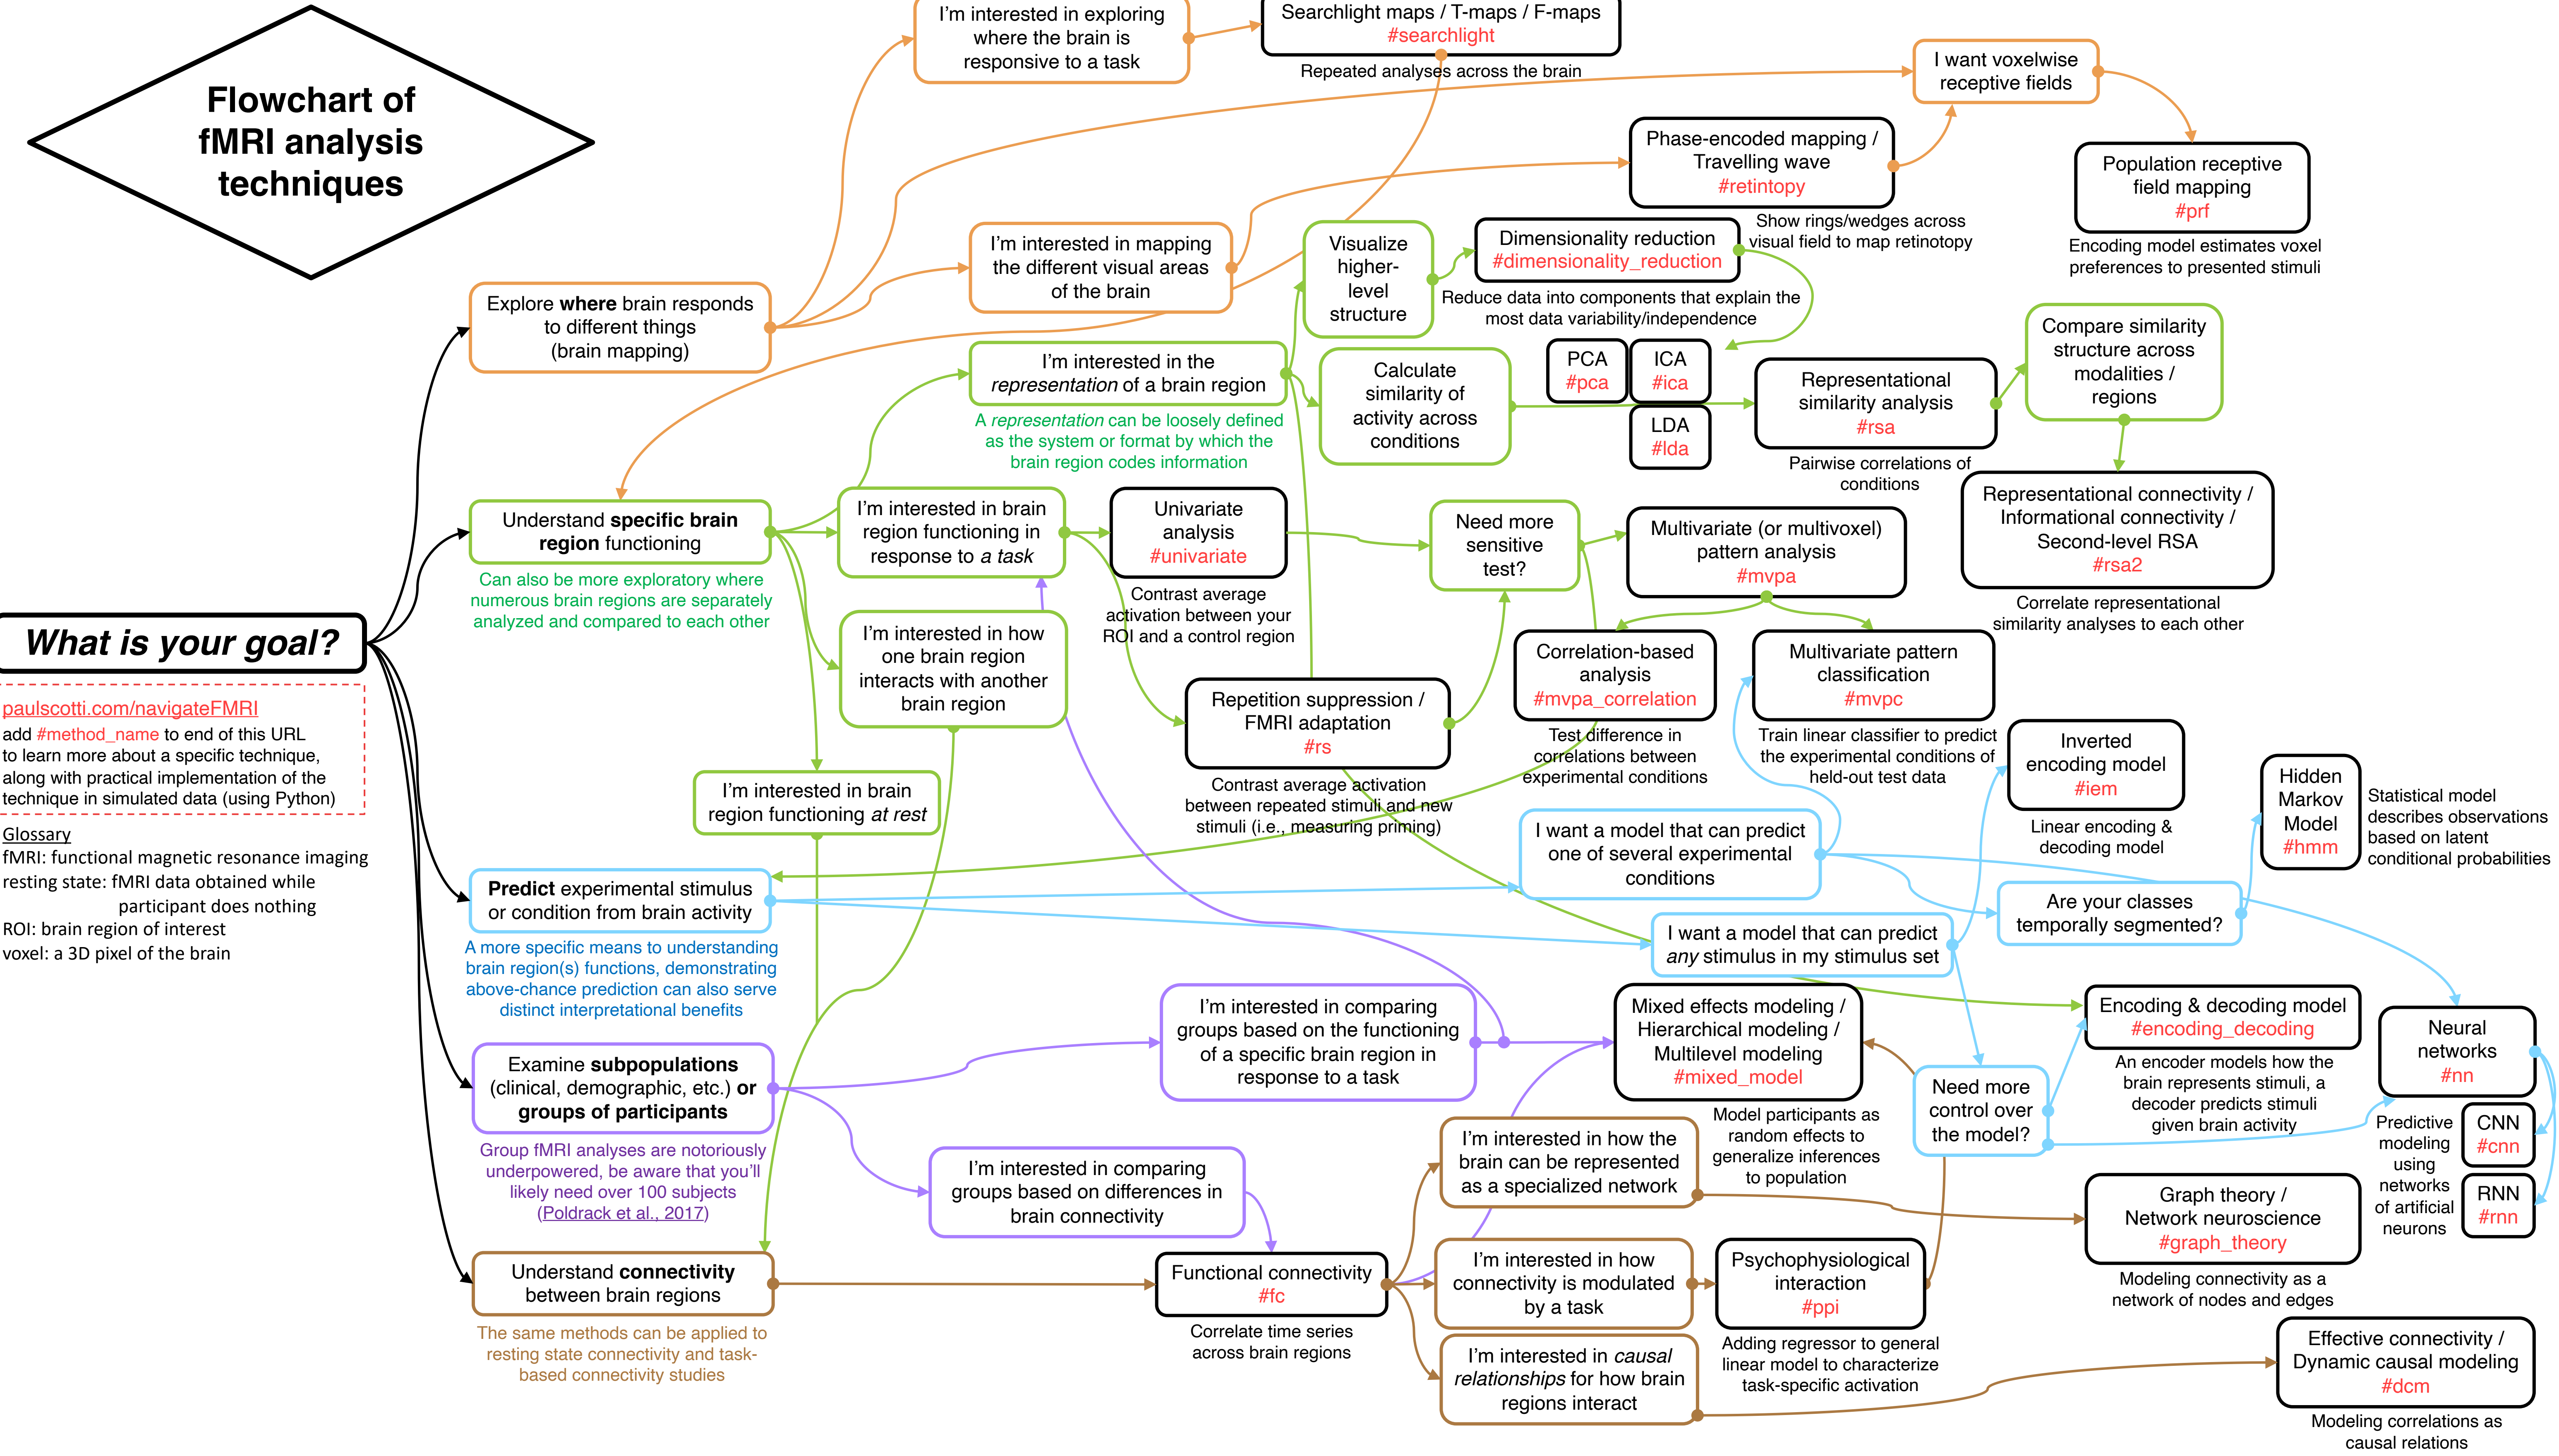 Flowchart of
fMRI analysis
techniques
What is your goal?
paulscotti.com/navigateFMRI
add #method_name to end of this URL
to learn more about a specific technique,
along with practical implementation of the
technique in simulated data (using Python)
Glossary
fMRI: functional magnetic resonance imaging
resting state: fMRI data obtained while
participant does nothing
ROI: brain region of interest
voxel: a 3D pixel of the brain
Explore where brain responds
to different things
(brain mapping)
I'm interested in exploring
where the brain is
responsive to a task
Searchlight maps / T-maps / F-maps
#searchlight
Repeated analyses across the brain
I'm interested in mapping
the different visual areas
of the brain
Phase-encoded mapping /
Travelling wave
#retintopy
Show rings/wedges across
visual field to map retinotopy
I want voxelwise
receptive fields
Population receptive
field mapping
#prf
Encoding model estimates voxel
preferences to presented stimuli
Understand specific brain
region functioning
Can also be more exploratory where
numerous brain regions are separately
analyzed and compared to each other
I'm interested in the
representation of a brain region
A representation can be loosely defined
as the system or format by which the
brain region codes information
Visualize
higher-
level
structure
Dimensionality reduction
#dimensionality_reduction
Reduce data into components that explain the
most data variability/independence
PCA
#pca
ICA
#ica
LDA
#lda
Calculate
similarity of
activity across
conditions
Representational
similarity analysis
#rsa
Pairwise correlations of
conditions
Compare similarity
structure across
modalities /
regions
Representational connectivity /
Informational connectivity /
Second-level RSA
#rsa2
Correlate representational
similarity analyses to each other
I'm interested in brain
region functioning in
response to a task
Univariate
analysis
#univariate
Contrast average
activation between your
ROI and a control region
Need more
sensitive
test?
Multivariate (or multivoxel)
pattern analysis
#mvpa
Correlation-based
analysis
#mvpa_correlation
Test difference in
correlations between
experimental conditions
Multivariate pattern
classification
#mvpc
Train linear classifier to predict
the experimental conditions of
held-out test data
I'm interested in how
one brain region
interacts with another
brain region
Repetition suppression /
FMRI adaptation
#rs
Contrast average activation
between repeated stimuli and new
stimuli (i.e., measuring priming)
I'm interested in brain
region functioning at rest
Predict experimental stimulus
or condition from brain activity
A more specific means to understanding
brain region(s) functions, demonstrating
above-chance prediction can also serve
distinct interpretational benefits
I want a model that can predict
one of several experimental
conditions
I want a model that can predict
any stimulus in my stimulus set
Inverted
encoding model
#iem
Linear encoding &
decoding model
Hidden
Markov
Model
#hmm
Statistical model
describes observations
based on latent
conditional probabilities
Are your classes
temporally segmented?
Encoding & decoding model
#encoding_decoding
An encoder models how the
brain represents stimuli, a
decoder predicts stimuli
given brain activity
Need more
control over
the model?
Neural
networks
#nn
Predictive
modeling
using
networks
of artificial
neurons
CNN
#cnn
RNN
#rnn
Examine subpopulations
(clinical, demographic, etc.) or
groups of participants
Group fMRI analyses are notoriously
underpowered, be aware that you'll
likely need over 100 subjects
(Poldrack et al., 2017)
I'm interested in comparing
groups based on the functioning
of a specific brain region in
response to a task
Mixed effects modeling /
Hierarchical modeling /
Multilevel modeling
#mixed_model
Model participants as
random effects to
generalize inferences
to population
I'm interested in comparing
groups based on differences in
brain connectivity
Understand connectivity
between brain regions
The same methods can be applied to
resting state connectivity and task-
based connectivity studies
Functional connectivity
#fc
Correlate time series
across brain regions
I'm interested in how the
brain can be represented
as a specialized network
Graph theory /
Network neuroscience
#graph_theory
Modeling connectivity as a
network of nodes and edges
I'm interested in how
connectivity is modulated
by a task
Psychophysiological
interaction
#ppi
Adding regressor to general
linear model to characterize
task-specific activation
I'm interested in causal
relationships for how brain
regions interact
Effective connectivity /
Dynamic causal modeling
#dcm
Modeling correlations as
causal relations